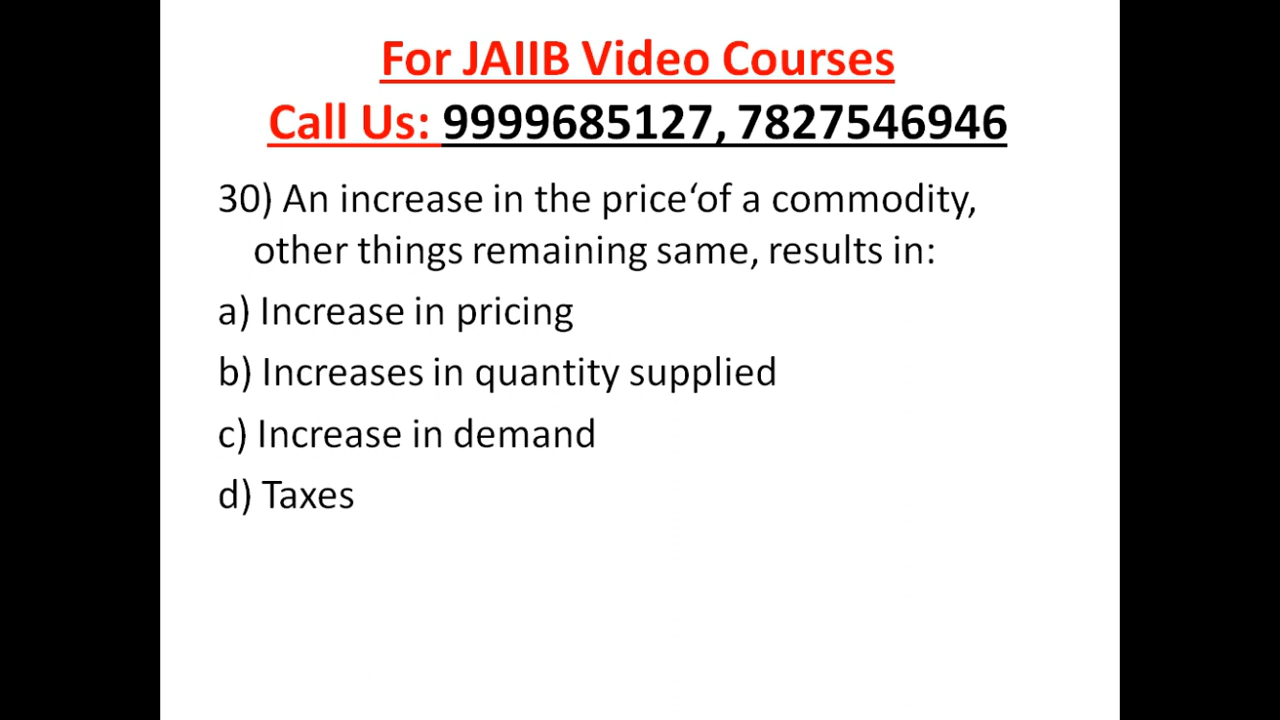 For JAIIB Video Courses
Call Us: 9999685127, 7827546946
30) An increase in the price‘of a commodity,
other things remaining same, results in:
a) Increase in pricing
b) Increases in quantity supplied
c) Increase in demand
d) Taxes